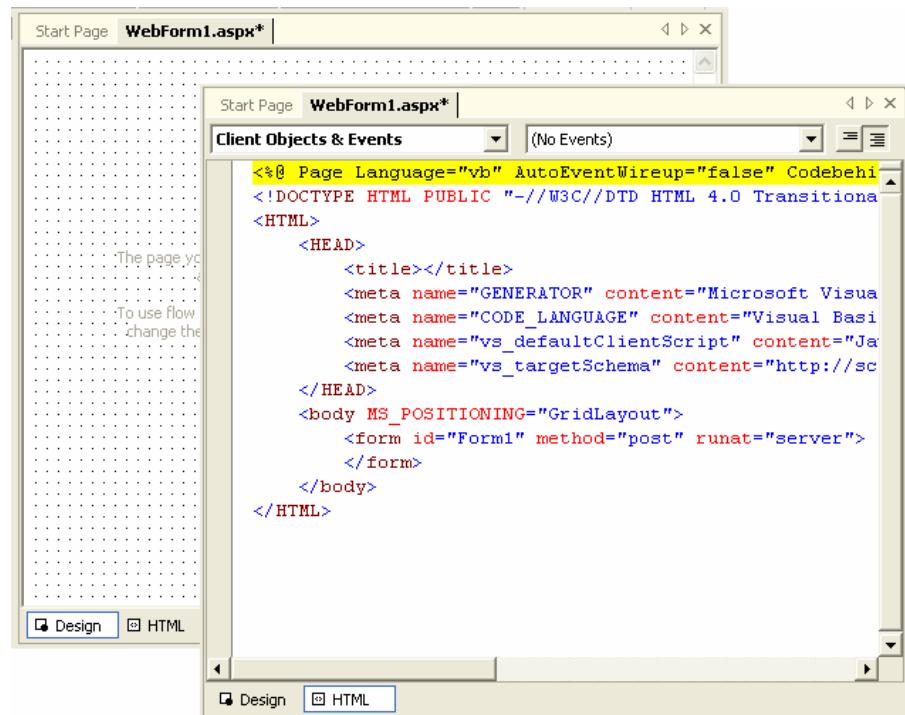 Start Page WebForm1.aspx*
The page yo
To use flow
change the
Design HTML
Start Page WebForm1.aspx*
Client Objects & Events (No Events)
<%@ Page Language="vb" AutoEventWireup="false" Codebehi
<!DOCTYPE HTML PUBLIC "-//W3C//DTD HTML 4.0 Transitiona
<HTML>
<HEAD>
<title></title>
<meta name="GENERATOR" content="Microsoft Visua
<meta name="CODE_LANGUAGE" content="Visual Basi
<meta name="vs_defaultClientScript" content="Ja
<meta name="vs_targetSchema" content="http://sc
</HEAD>
<body MS_POSITIONING="GridLayout">
<form id="Form1" method="post" runat="server">
</form>
</body>
</HTML>
Design HTML